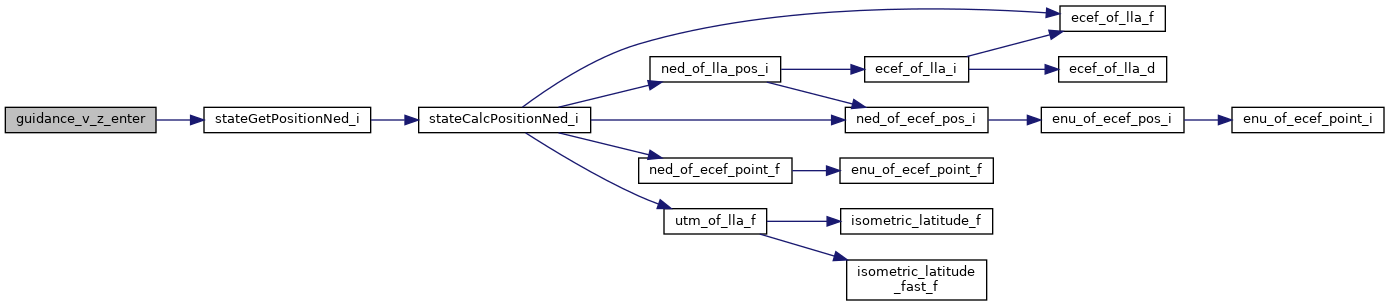 ecef_of_lla_f
ned_of_lla_pos_i
ecef_of_lla_i
ecef_of_lla_d
guidance_v_z_enter
stateGetPositionNed_i
stateCalcPositionNed_i
ned_of_ecef_pos_i
enu_of_ecef_pos_i
enu_of_ecef_point_i
ned_of_ecef_point_f
enu_of_ecef_point_f
utm_of_lla_f
isometric_latitude_f
isometric_latitude
_fast_f